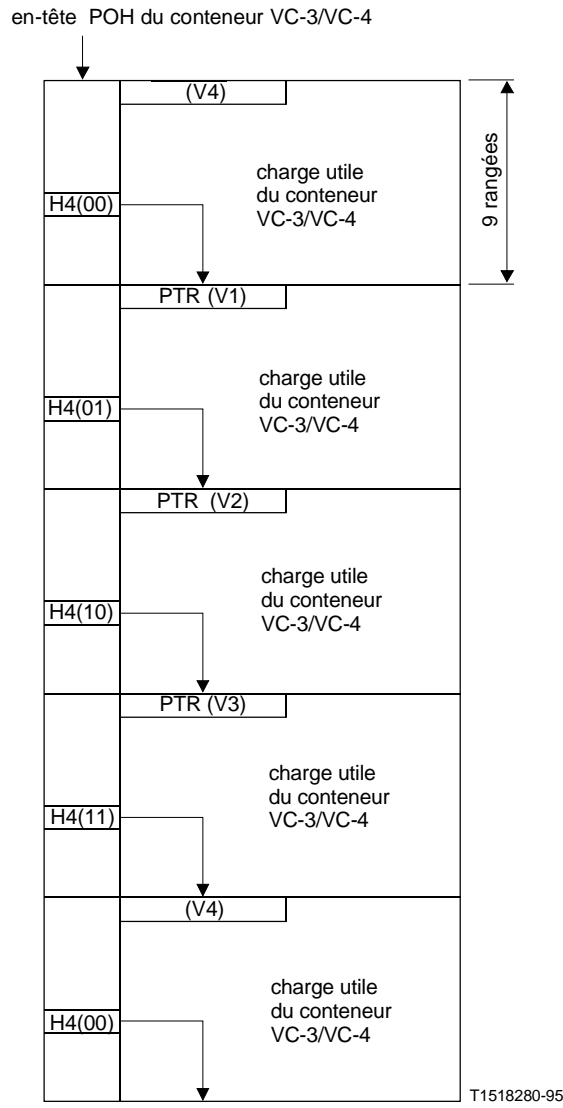 en-tête POH du conteneur VC-3/VC-4
(V4)
charge utile
du conteneur
VC-3/VC-4
9 rangées
H4(00)
PTR (V1)
charge utile
du conteneur
VC-3/VC-4
H4(01)
PTR (V2)
charge utile
du conteneur
VC-3/VC-4
H4(10)
PTR (V3)
charge utile
du conteneur
VC-3/VC-4
H4(11)
(V4)
charge utile
du conteneur
VC-3/VC-4
H4(00)
T1518280-95